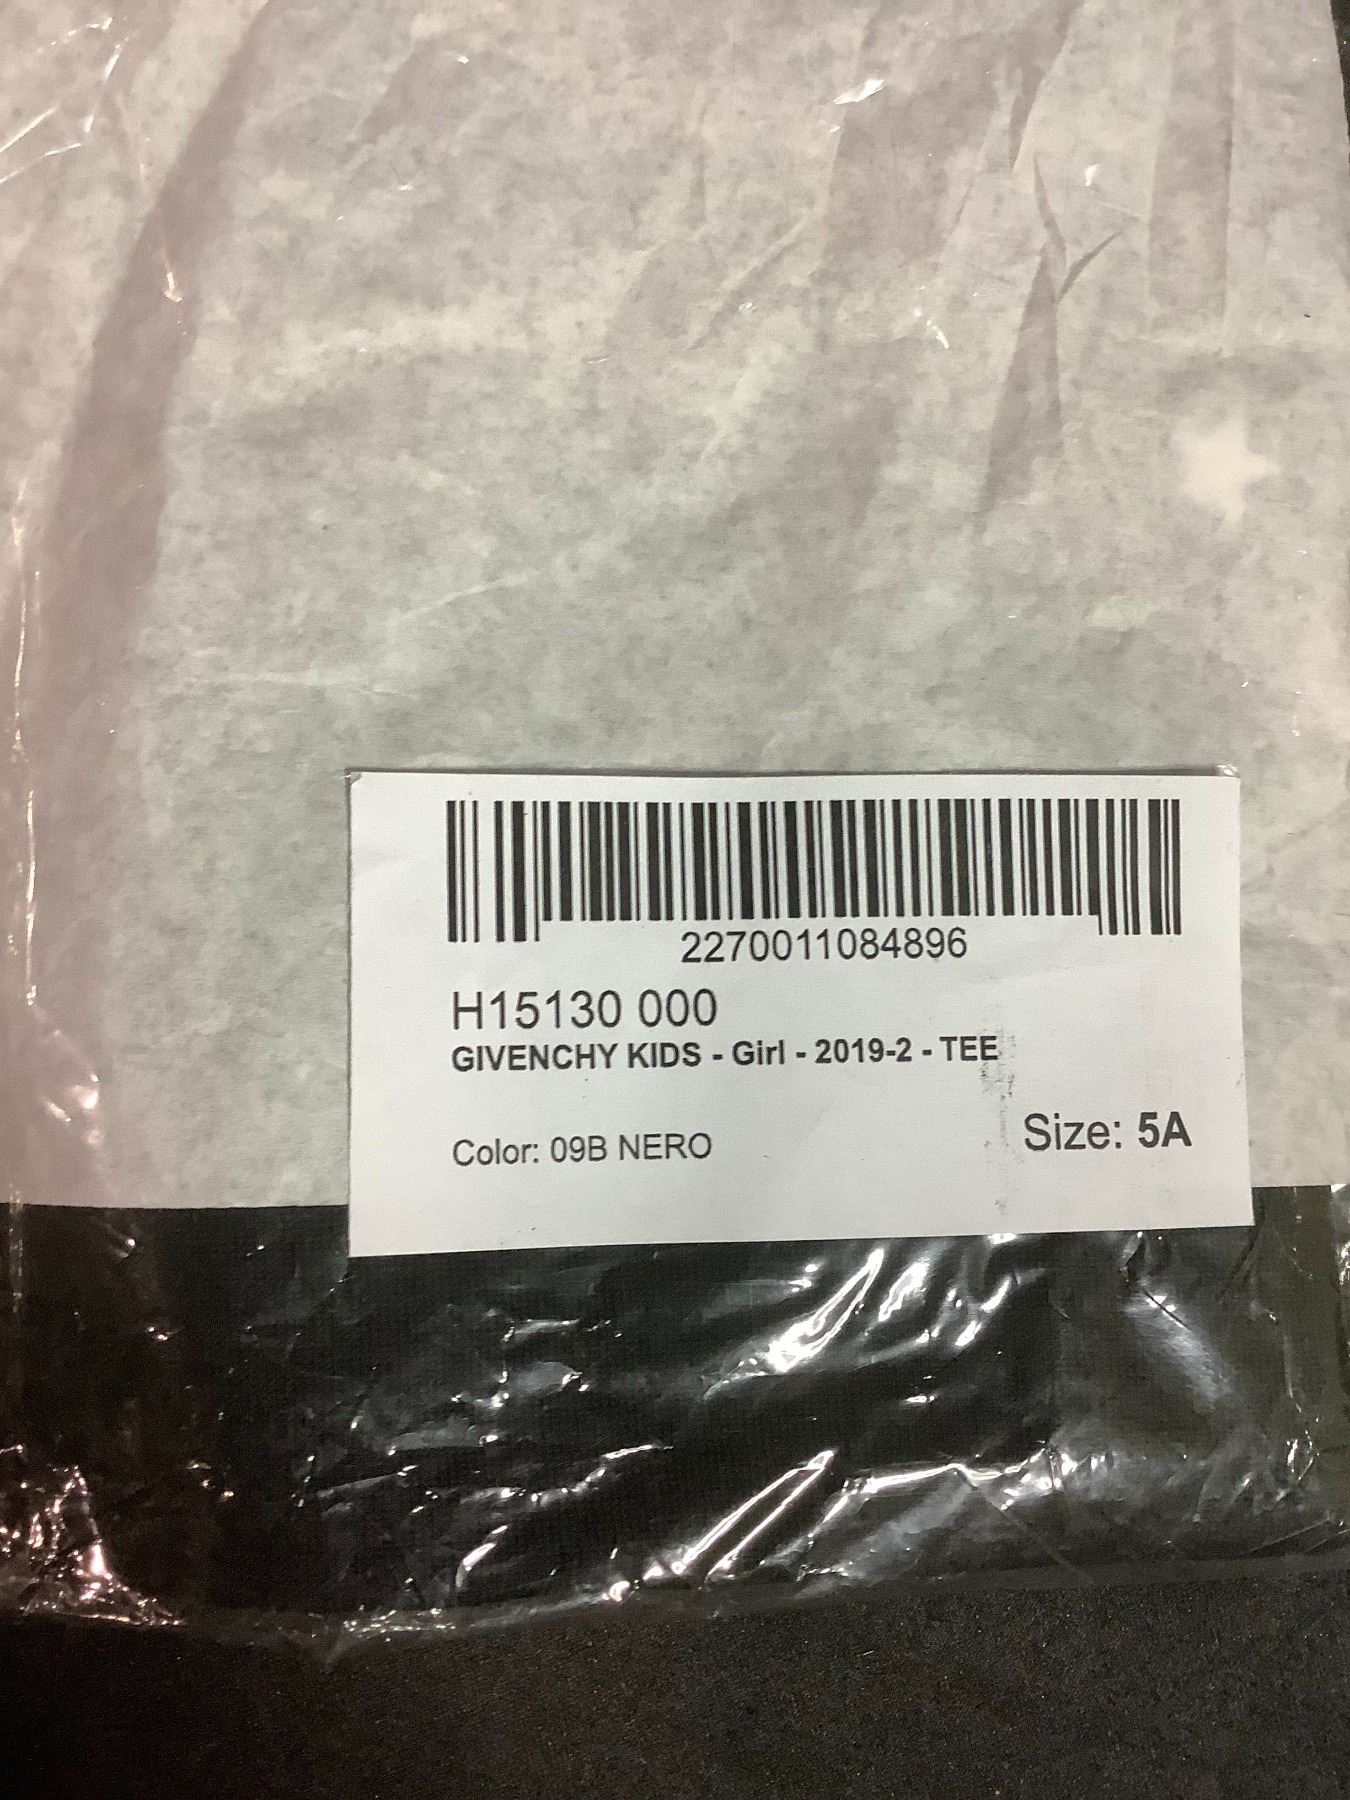 2270011084896
H15130 000
GIVENCHY KIDS - Girl - 2019-2 - TEE
Color: 09B NERO
Size: 5A